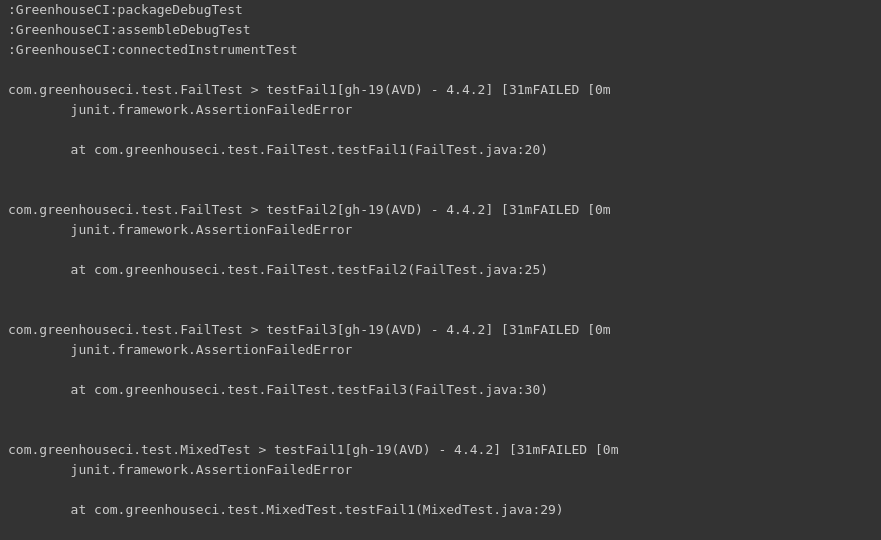 :GreenhouseCI:packageDebugTest
:GreenhouseCI:assembleDebugTest
:GreenhouseCI:connectedInstrumentTest
com.greenhouseci.test.FailTest > testFail1[gh-19(AVD) - 4.4.2] [31mFAILED [0m
junit.framework.AssertionFailedError
at com.greenhouseci.test.FailTest.testFail1(FailTest.java:20)
com.greenhouseci.test.FailTest > testFail2[gh-19(AVD) - 4.4.2] [31mFAILED [0m
junit.framework.AssertionFailedError
at com.greenhouseci.test.FailTest.testFail2(FailTest.java:25)
com.greenhouseci.test.FailTest > testFail3[gh-19(AVD) - 4.4.2] [31mFAILED [0m
junit.framework.AssertionFailedError
at com.greenhouseci.test.FailTest.testFail3(FailTest.java:30)
com.greenhouseci.test.MixedTest > testFail1[gh-19(AVD) - 4.4.2] [31mFAILED [0m
junit.framework.AssertionFailedError
at com.greenhouseci.test.MixedTest.testFail1(MixedTest.java:29)